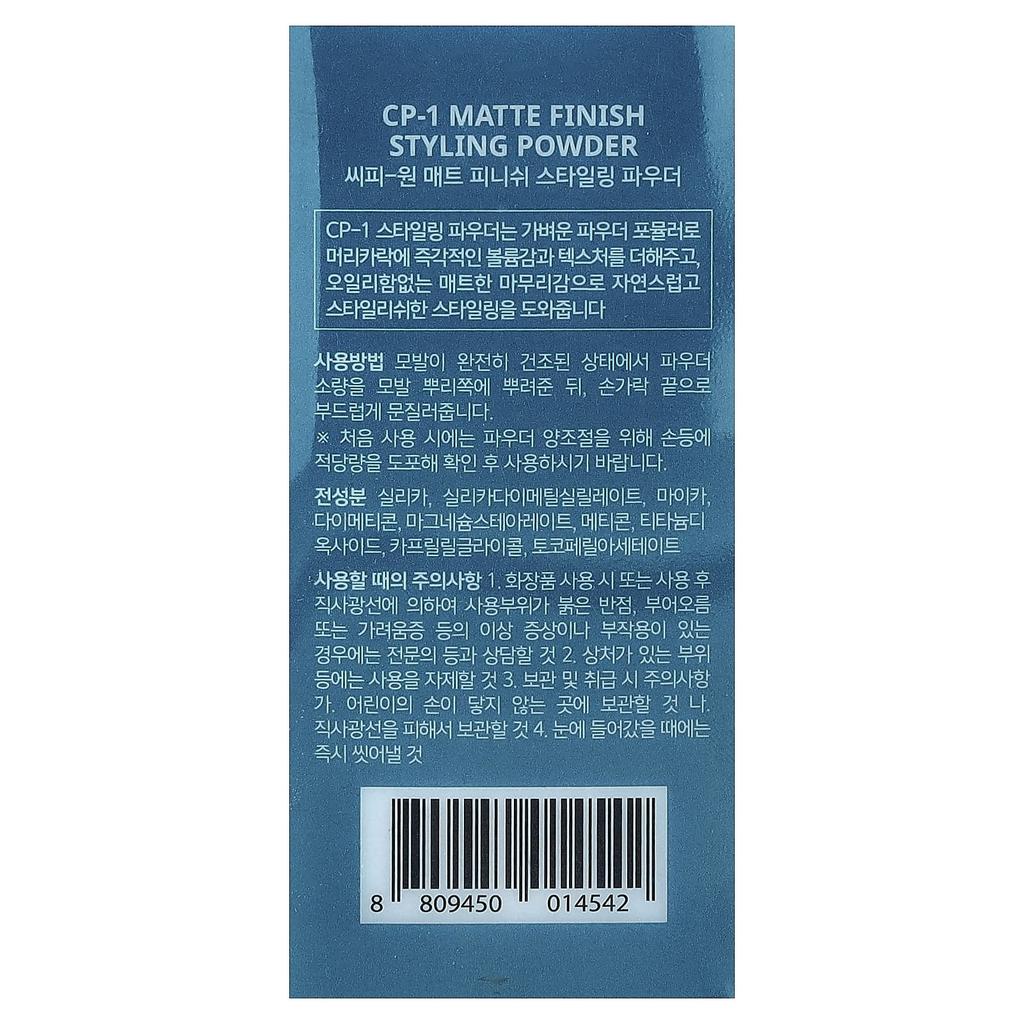 CP-1 MATTE FINISH
STYLING POWDER
씨피-원 매트 피니쉬 스타일링 파우더
CP-1 스타일링 파우더는 가벼운 파우더 포뮬러로
머리카락에 즉각적인 볼륨감과 텍스처를 더해주고,
오일리함없는 매트한 마무리감으로 자연스럽고
스타일리쉬한 스타일링을 도와줍니다
사용방법 모발이 완전히 건조된 상태에서 파우더
소량을 모발 뿌리쪽에 뿌려준 뒤, 손가락 끝으로
부드럽게 문질러줍니다.
※ 처음 사용 시에는 파우더 양조절을 위해 손등에
적당량을 도포해 확인 후 사용하시기 바랍니다.
전성분 실리카, 실리카다이메틸실릴레이트, 마이카,
다이메티콘, 마그네슘스테아레이트, 메티콘, 티타늄디
옥사이드, 카프릴릴글라이콜, 토코페릴아세테이트
사용할 때의 주의사항 1. 화장품 사용 시 또는 사용 후
직사광선에 의하여 사용부위가 붉은 반점, 부어오름
또는 가려움증 등의 이상 증상이나 부작용이 있는
경우에는 전문의 등과 상담할 것 2. 상처가 있는 부위
등에는 사용을 자제할 것 3. 보관 및 취급 시 주의사항
가. 어린이의 손이 닿지 않는 곳에 보관할 것 나.
직사광선을 피해서 보관할 것 4. 눈에 들어갔을 때에는
즉시 씻어낼 것
8 809450 014542